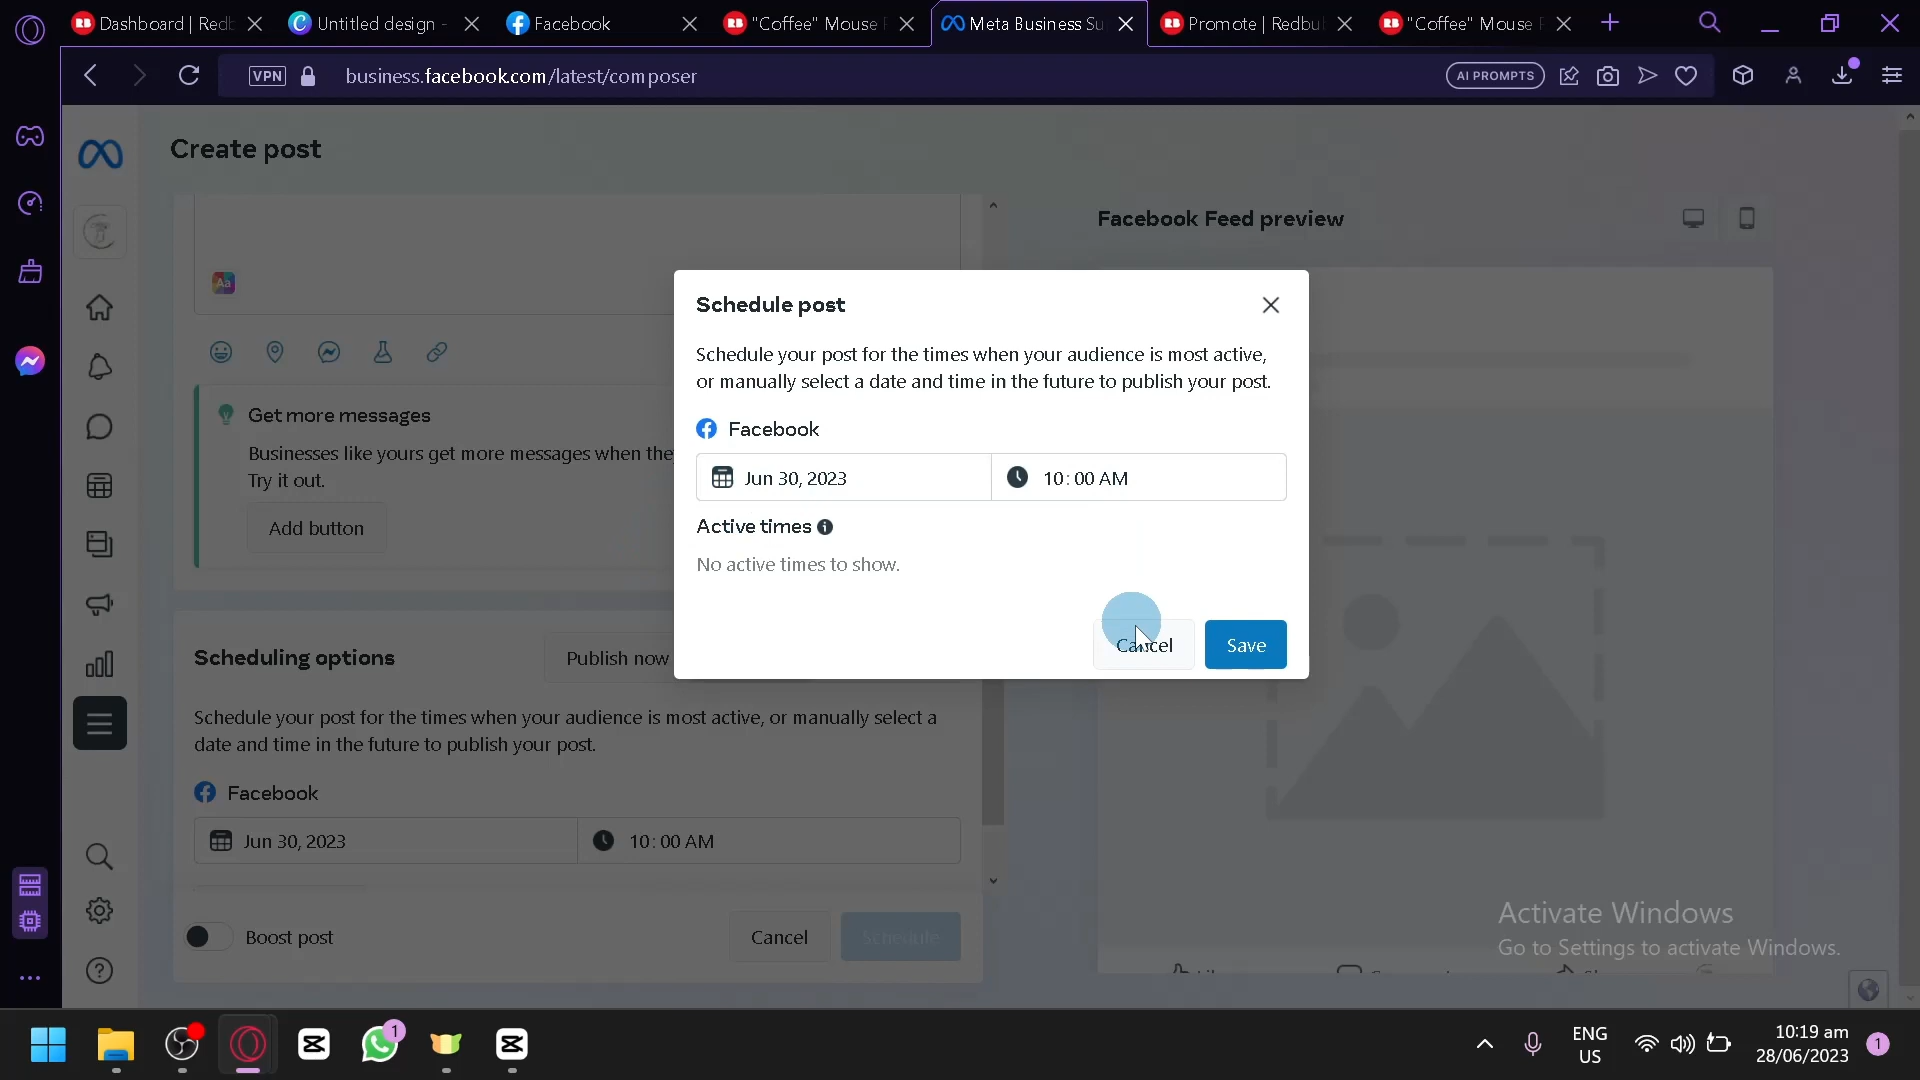 Dashboard | Redb
Untitled design -
Facebook
"Coffee" Mouse P
Meta Business Su
Promote | Redbu
"Coffee" Mouse P
VPN
business.facebook.com/latest/composer
AI PROMPTS
Create post
Facebook Feed preview
Aa
Get more messages
Businesses like yours get more messages when the
Try it out.
Add button
Schedule post
Schedule your post for the times when your audience is most active,
or manually select a date and time in the future to publish your post.
Facebook
Jun 30, 2023
10:00 AM
Active times
No active times to show.
Cancel
Save
Scheduling options
Publish now
Schedule your post for the times when your audience is most active, or manually select a
date and time in the future to publish your post.
Facebook
Jun 30, 2023
10:00 AM
Boost post
Cancel
Schedule
Activate Windows
Go to Settings to activate Windows.
1
ENG
US
10:19 am
28/06/2023
1